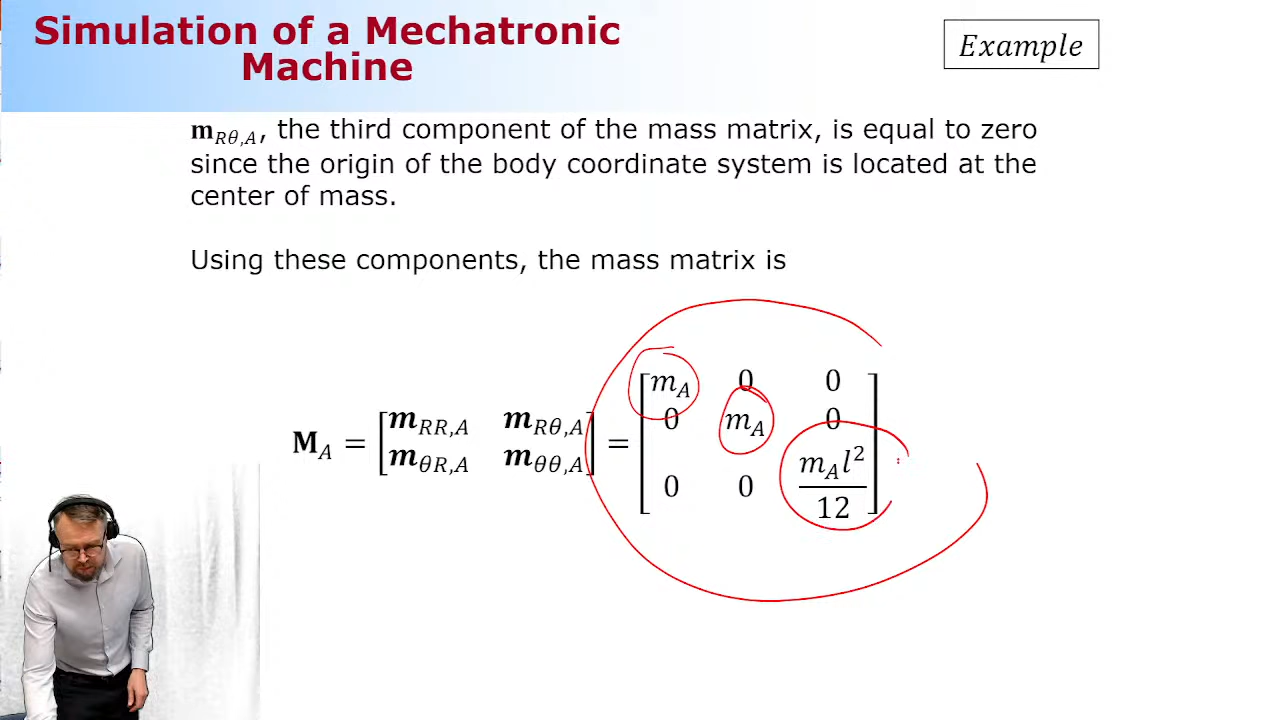 Simulation of a Mechatronic
Machine
Example
𝐦_{Rθ,A}, the third component of the mass matrix, is equal to zero
since the origin of the body coordinate system is located at the
center of mass.
Using these components, the mass matrix is
𝐌_A = [𝒎_{RR,A} 𝒎_{Rθ,A}; 𝒎_{θR,A} 𝒎_{θθ,A}] = [m_A 0 0; 0 m_A 0; 0 0 m_A l²/12]